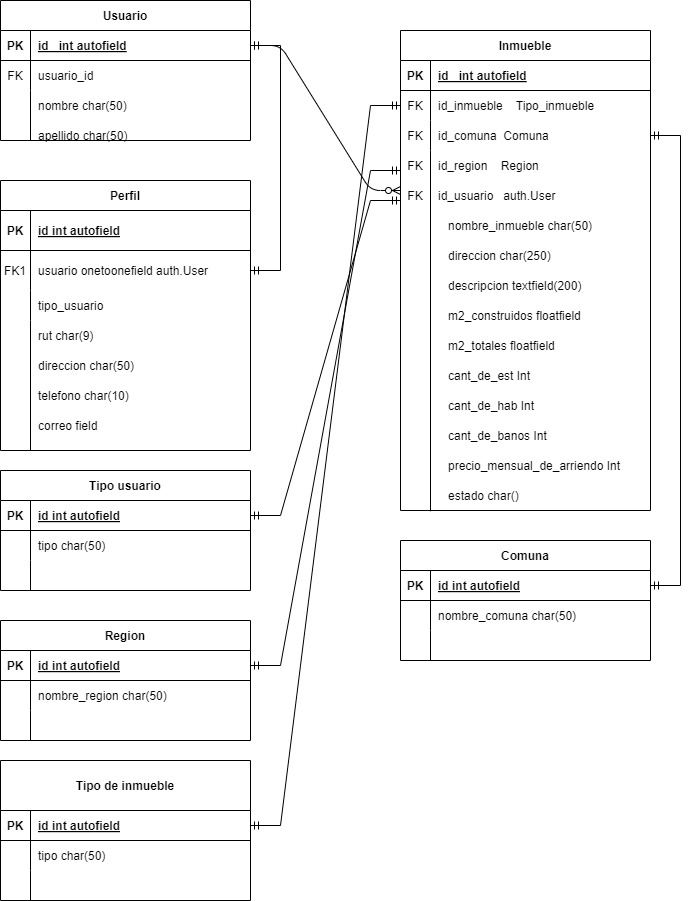 Usuario
PK id int autofield
FK usuario_id
nombre char(50)
apellido char(50)
Perfil
PK id int autofield
FK1 usuario onetoonefield auth.User
tipo_usuario
rut char(9)
direccion char(50)
telefono char(10)
correo field
Tipo usuario
PK id int autofield
tipo char(50)
Region
PK id int autofield
nombre_region char(50)
Tipo de inmueble
PK id int autofield
tipo char(50)
Inmueble
PK id int autofield
FK id_inmueble Tipo_inmueble
FK id_comuna Comuna
FK id_region Region
FK id_usuario auth.User
nombre_inmueble char(50)
direccion char(250)
descripcion textfield(200)
m2_construidos floatfield
m2_totales floatfield
cant_de_est Int
cant_de_hab Int
cant_de_banos Int
precio_mensual_de_arriendo Int
estado char()
Comuna
PK id int autofield
nombre_comuna char(50)